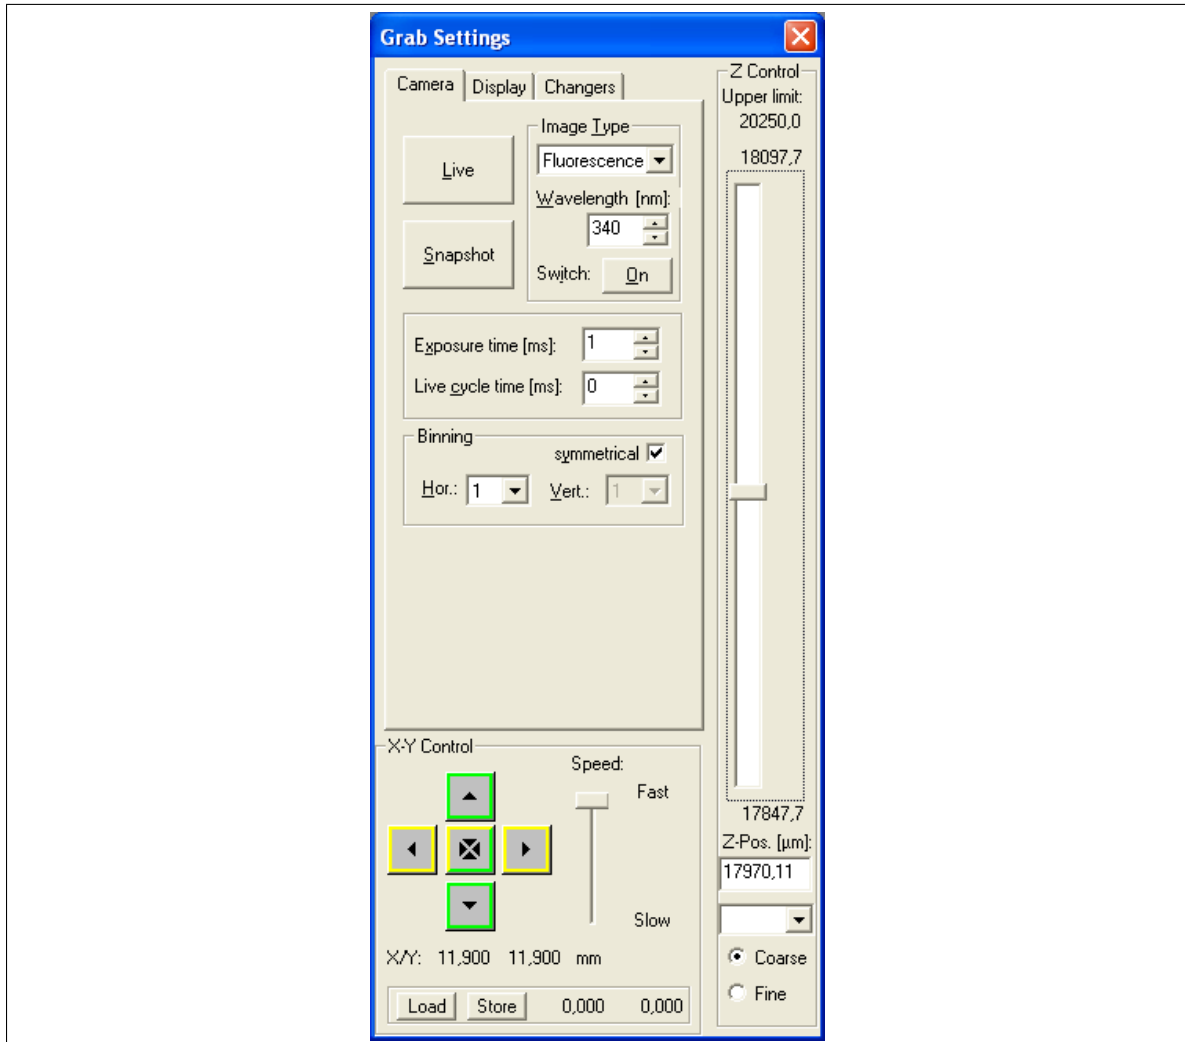 Grab Settings
Camera Display Changers
Live
Snapshot
Image Type
Fluorescence
Wavelength [nm]:
340
Switch: On
Exposure time [ms]: 1
Live cycle time [ms]: 0
Binning
symmetrical
Hor.: 1 Vert.: 1
X-Y Control
Speed:
Fast
Slow
X/Y: 11,900 11,900 mm
Load Store 0,000 0,000
Z Control
Upper limit:
20250,0
18097,7
17847,7
Z-Pos. [µm]:
17970,11
Coarse
Fine